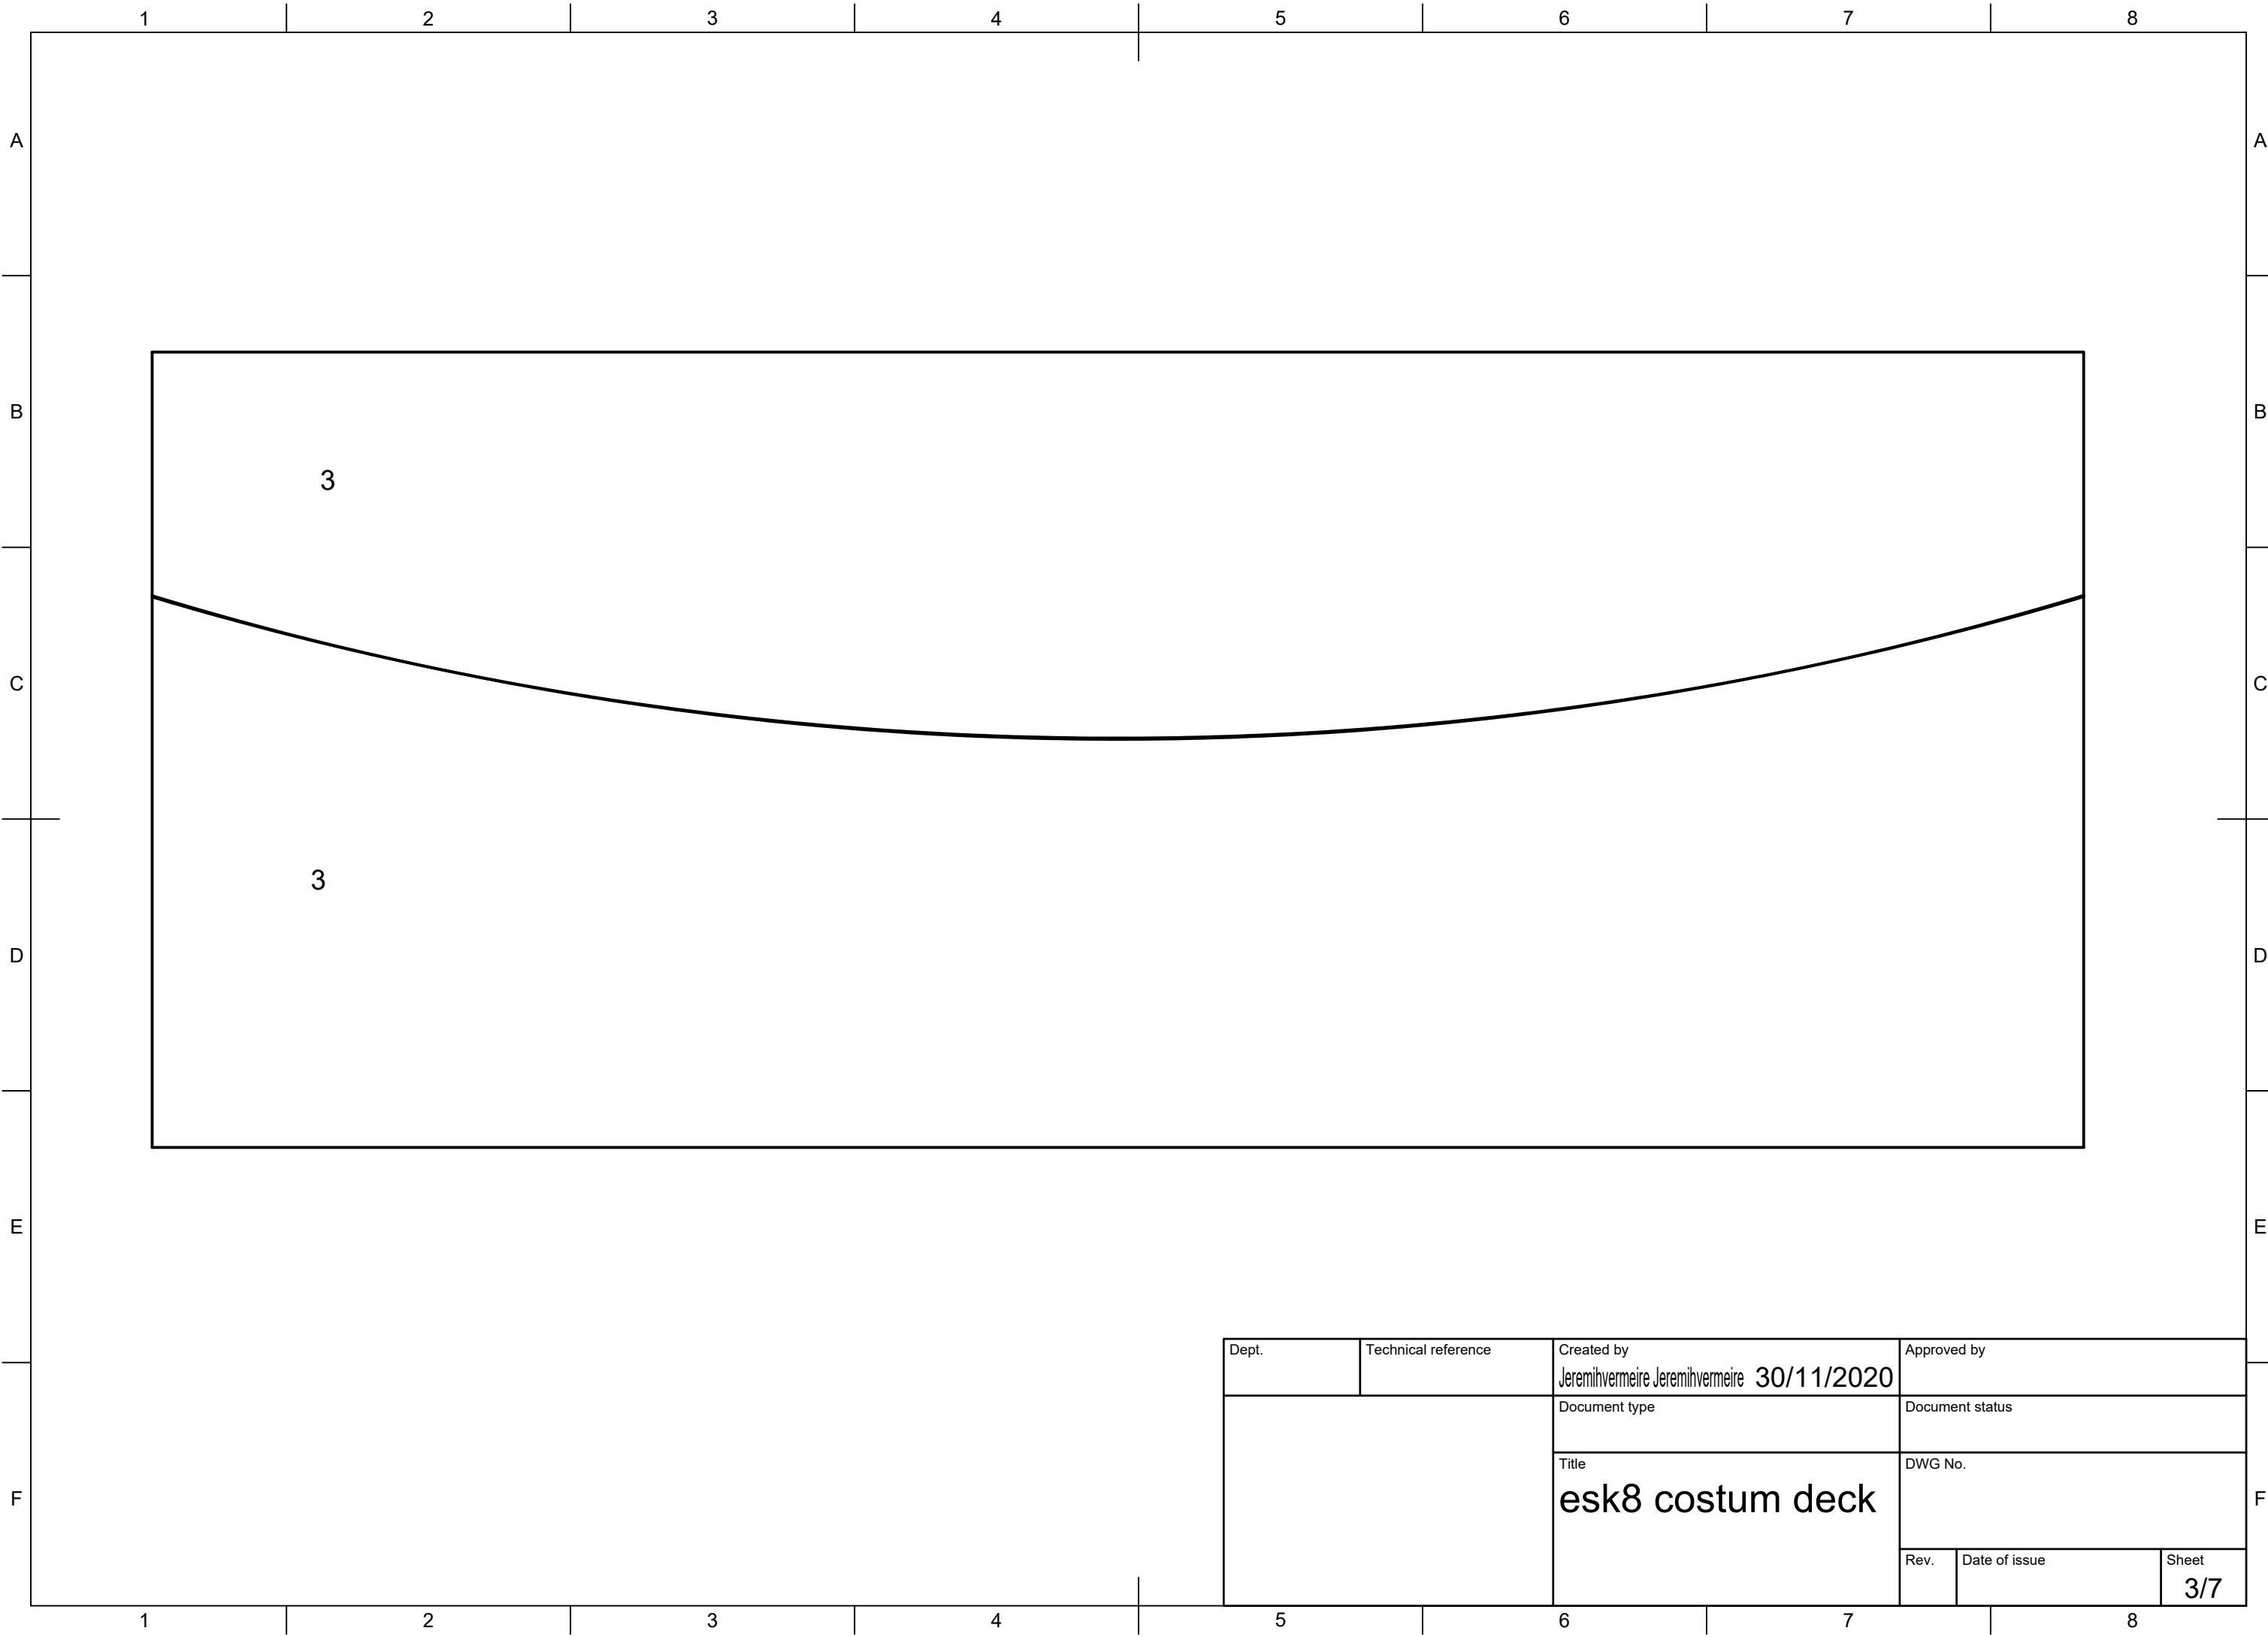 1 2 3 4 5 6 7 8
A A
B B
3
C C
3
D D
E E
Dept. Technical reference Created by Approved by
Jeremihvermeire Jeremihvermeire 30/11/2020
Document type Document status
Title DWG No.
esk8 costum deck
F F
Rev. Date of issue Sheet
3/7
1 2 3 4 5 6 7 8